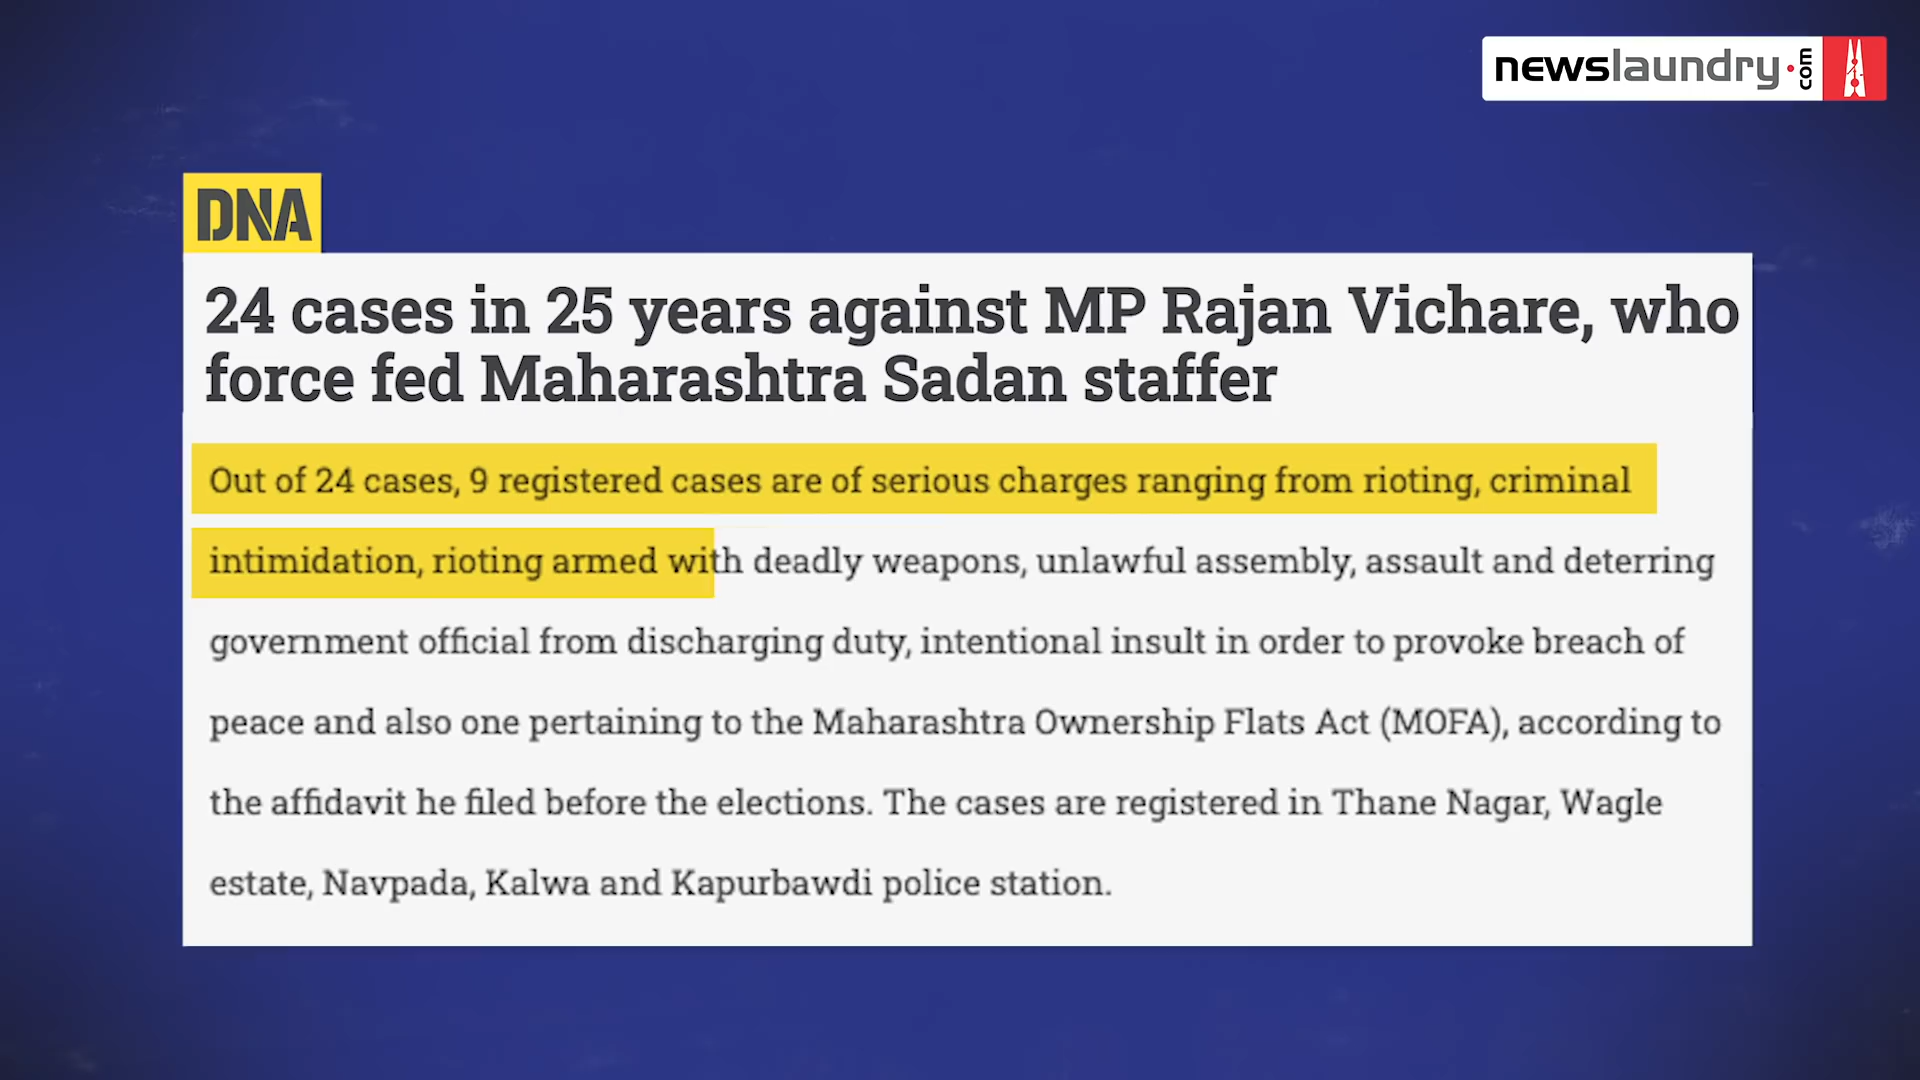 newslaundry.com
DNA
24 cases in 25 years against MP Rajan Vichare, who
force fed Maharashtra Sadan staffer
Out of 24 cases, 9 registered cases are of serious charges ranging from rioting, criminal
intimidation, rioting armed with deadly weapons, unlawful assembly, assault and deterring
government official from discharging duty, intentional insult in order to provoke breach of
peace and also one pertaining to the Maharashtra Ownership Flats Act (MOFA), according to
the affidavit he filed before the elections. The cases are registered in Thane Nagar, Wagle
estate, Navpada, Kalwa and Kapurbawdi police station.